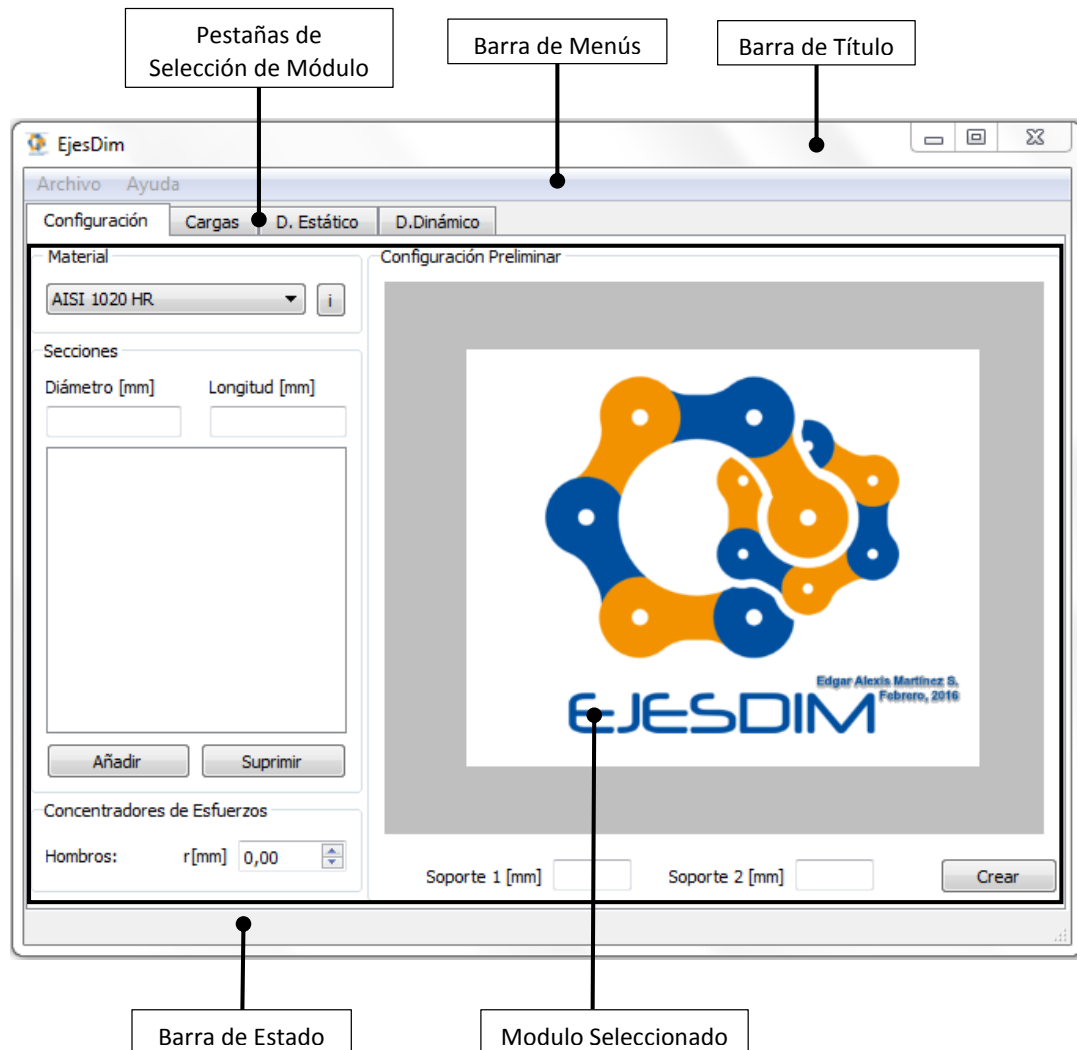 Pestañas de
Selección de Módulo
Barra de Menús
Barra de Título
EjesDim
Archivo Ayuda
Configuración Cargas D. Estático D.Dinámico
Material
AISI 1020 HR i
Secciones
Diámetro [mm] Longitud [mm]
Añadir Suprimir
Concentradores de Esfuerzos
Hombros: r[mm] 0,00
Configuración Preliminar
Edgar Alexis Martínez S.
Febrero, 2016
EJESDIM
Soporte 1 [mm] Soporte 2 [mm] Crear
Barra de Estado
Modulo Seleccionado